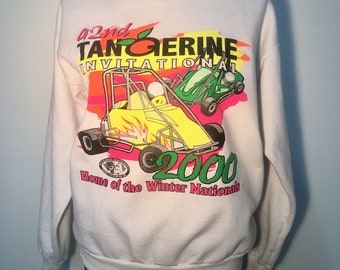 42nd
TANGERINE
INVITATIONAL
2000
Home of the Winter Nationals